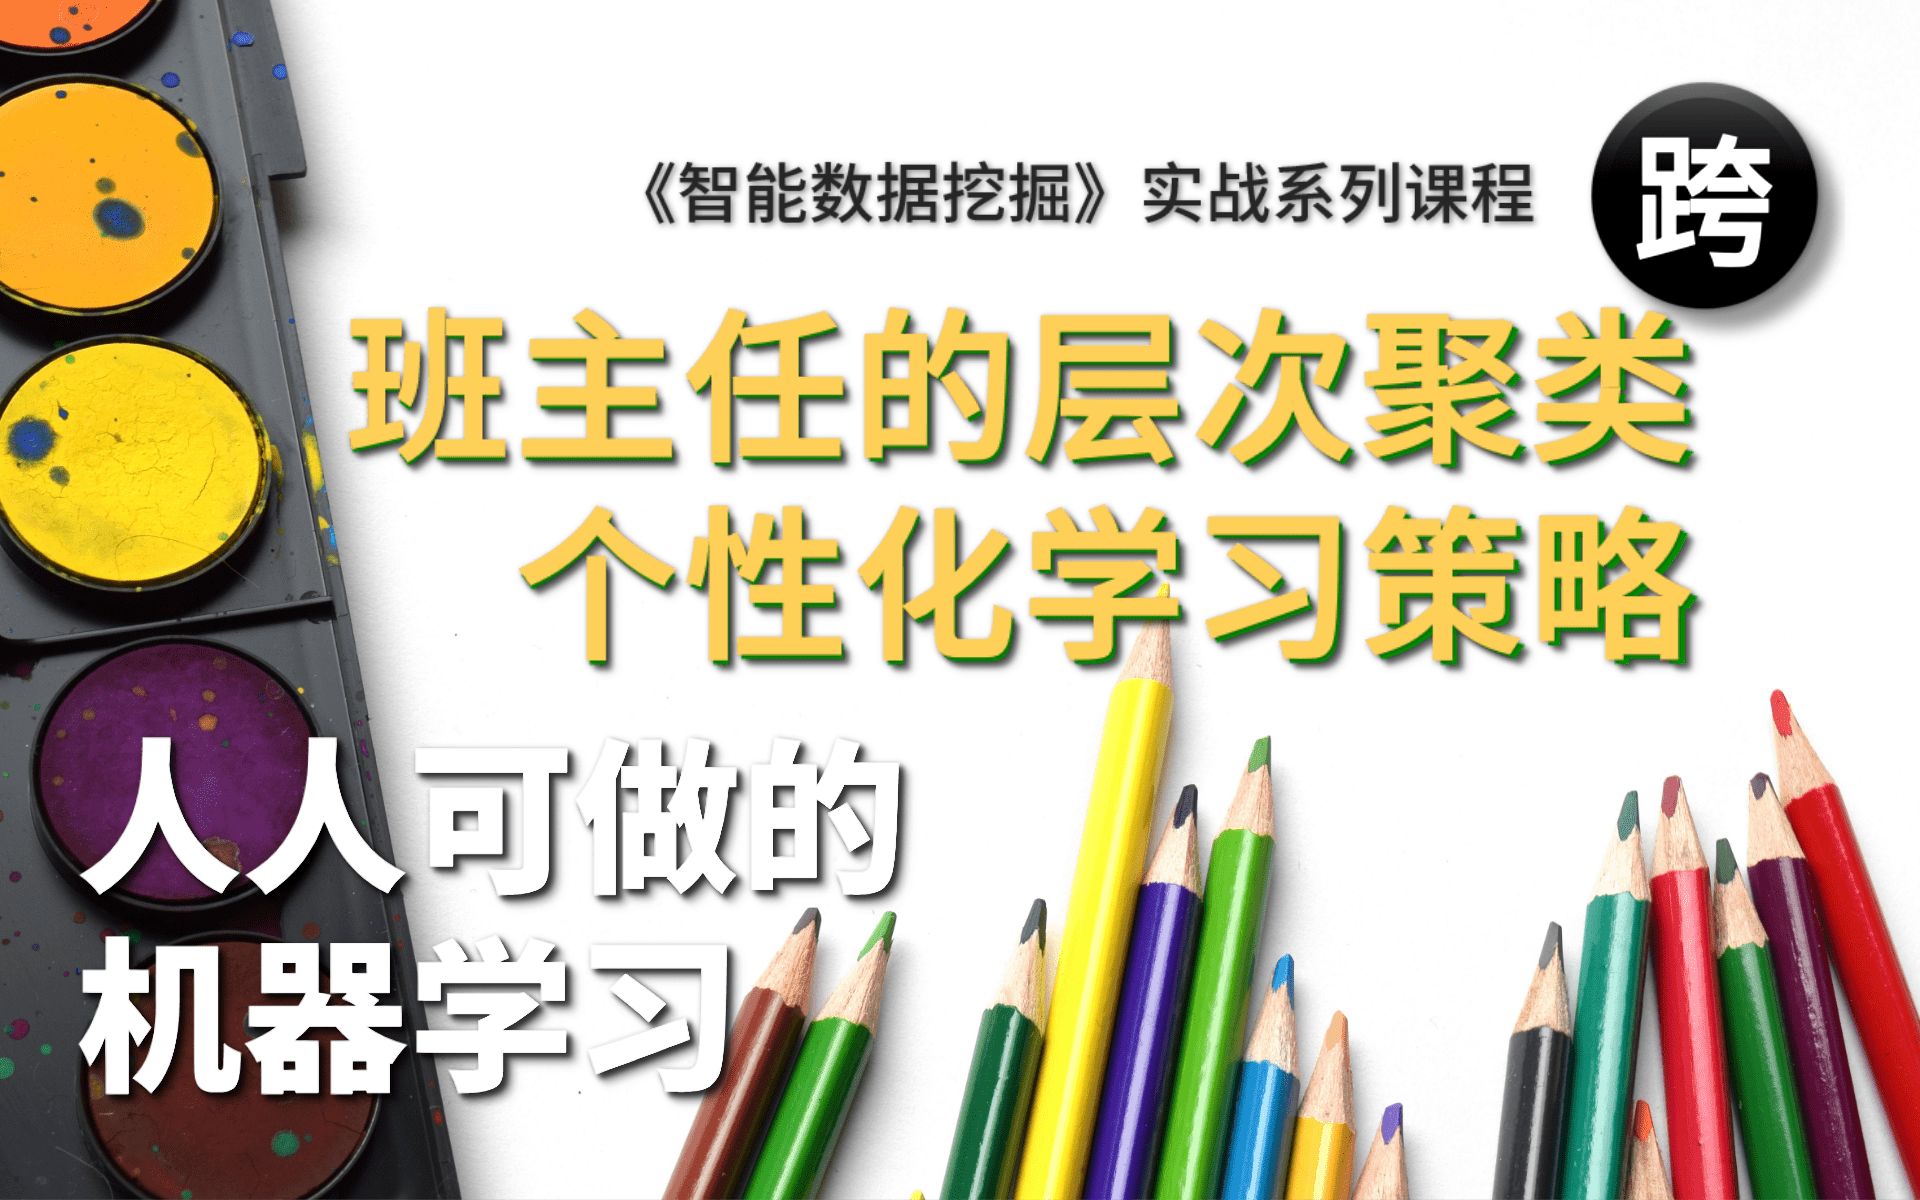 《智能数据挖掘》实战系列课程
跨
班主任的层次聚类
个性化学习策略
人人可做的
机器学习